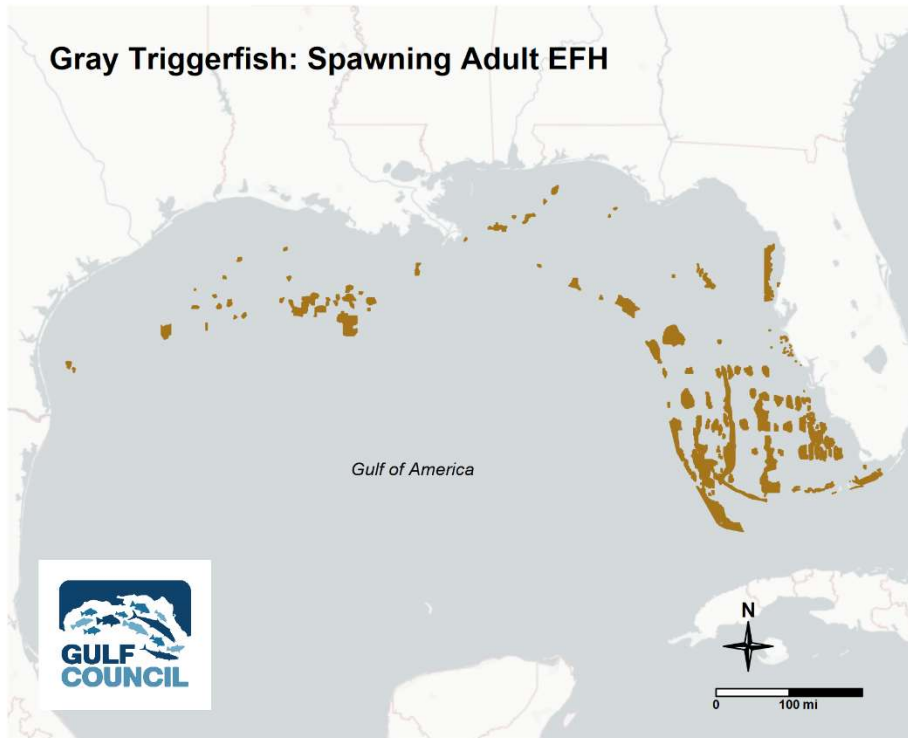 Gray Triggerfish: Spawning Adult EFH
Gulf of America
GULF
COUNCIL
N
0 100 mi